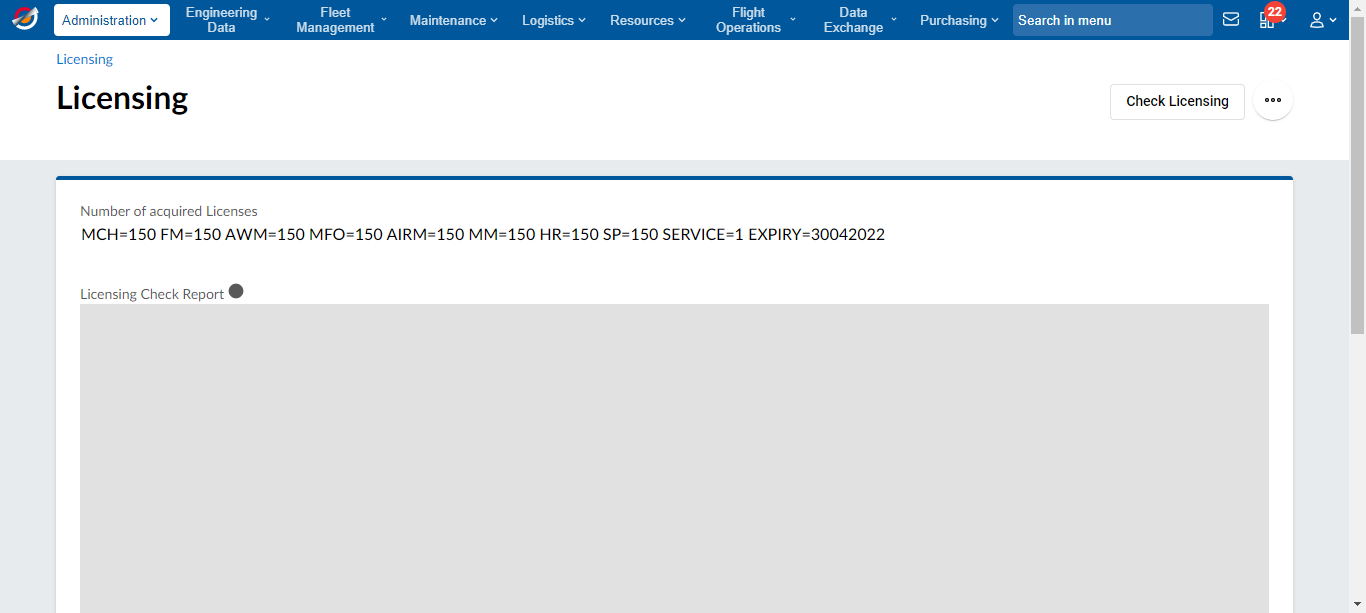 Administration
Engineering
Data
Fleet
Management
Maintenance
Logistics
Resources
Flight
Operations
Data
Exchange
Purchasing
Search in menu
22
Licensing
Licensing
Check Licensing
Number of acquired Licenses
MCH=150 FM=150 AWM=150 MFO=150 AIRM=150 MM=150 HR=150 SP=150 SERVICE=1 EXPIRY=30042022
Licensing Check Report